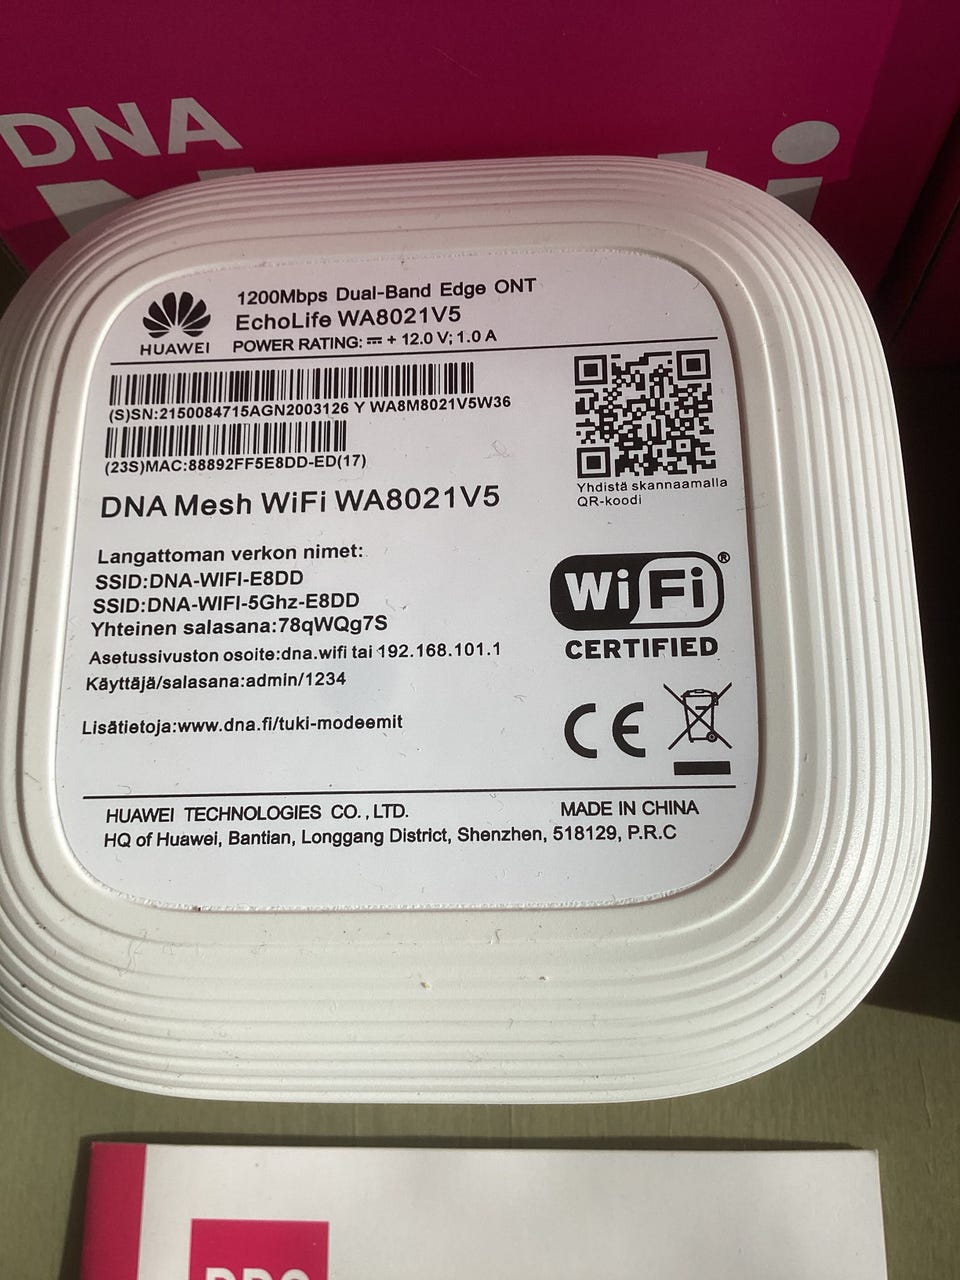 DNA
HUAWEI
1200Mbps Dual-Band Edge ONT
EchoLife WA8021V5
POWER RATING: ⎓ + 12.0 V; 1.0 A
(S)SN:2150084715AGN2003126 Y WA8M8021V5W36
(23S)MAC:88892FF5E8DD-ED(17)
Yhdistä skannaamalla
QR-koodi
DNA Mesh WiFi WA8021V5
Langattoman verkon nimet:
SSID:DNA-WIFI-E8DD
SSID:DNA-WIFI-5Ghz-E8DD
Yhteinen salasana:78qWQg7S
Asetussivuston osoite:dna.wifi tai 192.168.101.1
Käyttäjä/salasana:admin/1234
Lisätietoja:www.dna.fi/tuki-modeemit
WiFi®
CERTIFIED
CE
HUAWEI TECHNOLOGIES CO., LTD.
MADE IN CHINA
HQ of Huawei, Bantian, Longgang District, Shenzhen, 518129, P.R.C